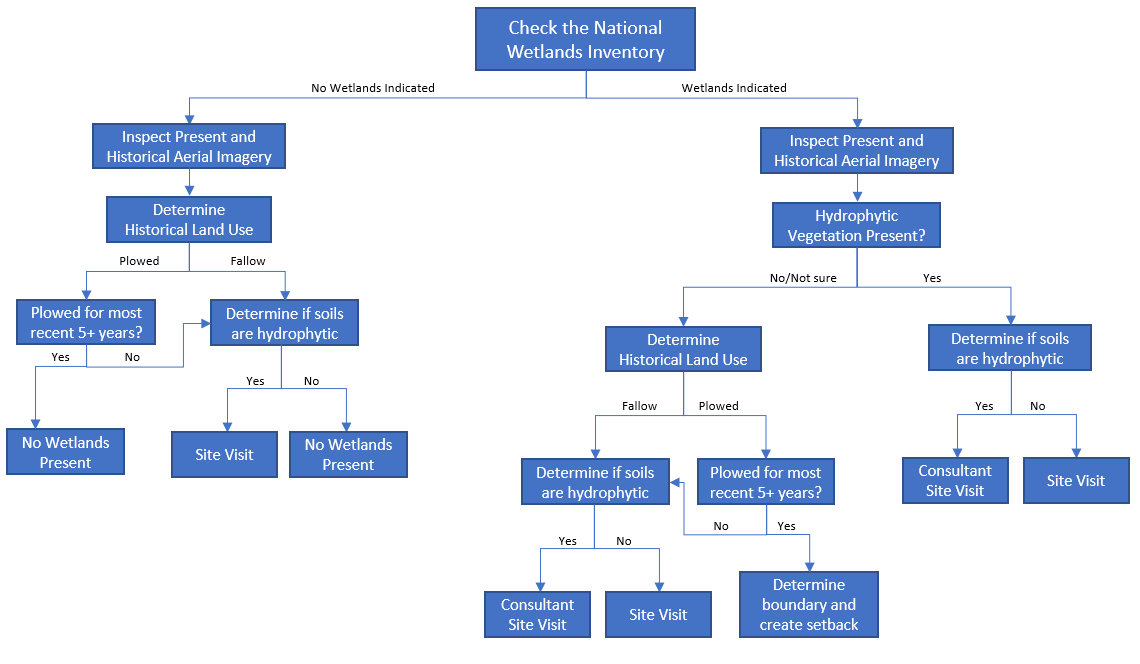 Check the National
Wetlands Inventory
No Wetlands Indicated
Wetlands Indicated
Inspect Present and
Historical Aerial Imagery
Inspect Present and
Historical Aerial Imagery
Determine
Historical Land Use
Hydrophytic
Vegetation Present?
Plowed
Fallow
No/Not sure
Yes
Plowed for most
recent 5+ years?
Determine if soils
are hydrophytic
Determine
Historical Land Use
Determine if soils
are hydrophytic
Yes
No
Yes
No
Fallow
Plowed
Yes
No
No Wetlands
Present
Site Visit
No Wetlands
Present
Determine if soils
are hydrophytic
Plowed for most
recent 5+ years?
Consultant
Site Visit
Site Visit
No
Yes
Yes
No
Consultant
Site Visit
Site Visit
Determine
boundary and
create setback